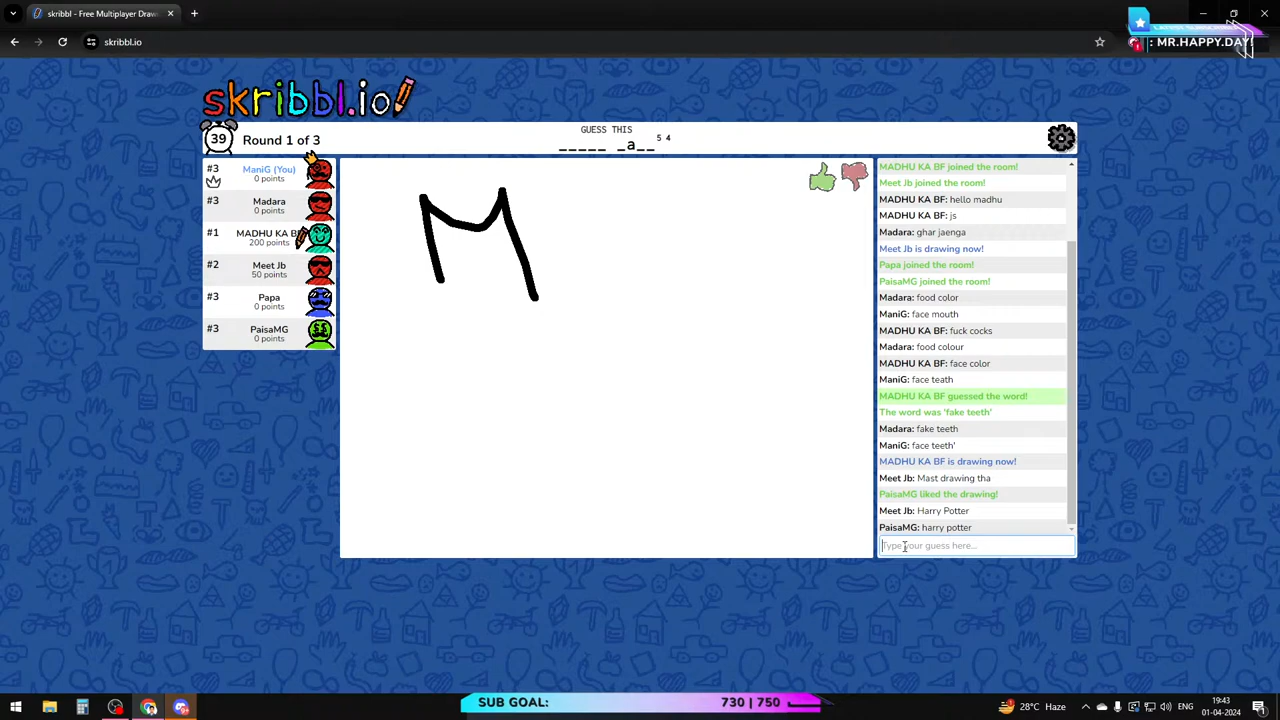 skribbl - Free Multiplayer Draw
skribbl.io
: MR.HAPPY.DAY!
skribbl.io
39
Round 1 of 3
GUESS THIS
_____ _a__ 5 4
#3 ManiG (You)
0 points
#3 Madara
0 points
#1 MADHU KA BF
200 points
#2 Meet Jb
50 points
#3 Papa
0 points
#3 PaisaMG
0 points
MADHU KA BF joined the room!
Meet Jb joined the room!
MADHU KA BF: hello madhu
MADHU KA BF: js
Madara: ghar jaenga
Meet Jb is drawing now!
Papa joined the room!
PaisaMG joined the room!
Madara: food color
ManiG: face mouth
MADHU KA BF: fuck cocks
Madara: food colour
MADHU KA BF: face color
ManiG: face teath
MADHU KA BF guessed the word!
The word was 'fake teeth'
Madara: fake teeth
ManiG: face teeth'
MADHU KA BF is drawing now!
Meet Jb: Mast drawing tha
PaisaMG liked the drawing!
Meet Jb: Harry Potter
PaisaMG: harry potter
Type your guess here...
SUB GOAL: 730 | 750
28°C Haze
ENG
19:43
01-04-2024